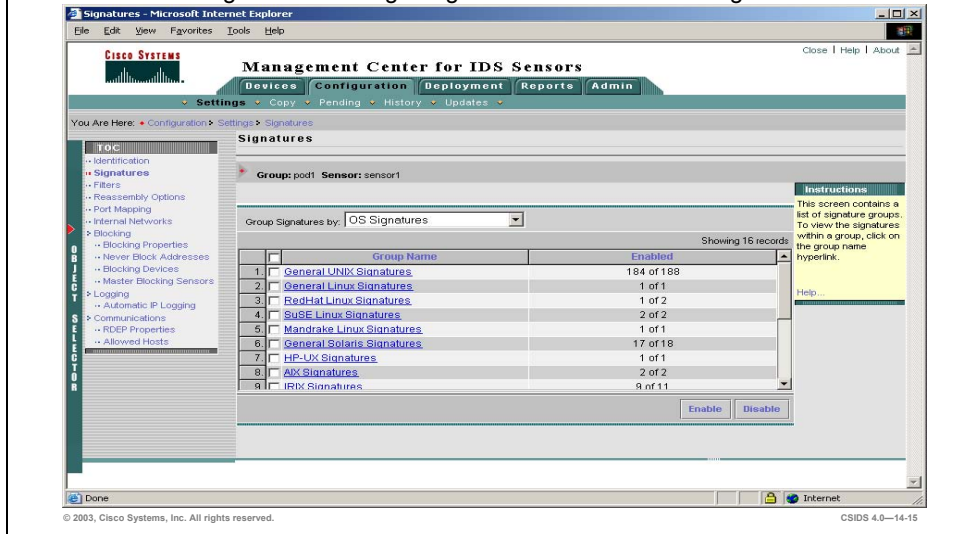 Signatures - Microsoft Internet Explorer
File Edit View Favorites Tools Help
Close | Help | About
CISCO SYSTEMS
Management Center for IDS Sensors
Devices Configuration Deployment Reports Admin
Settings Copy Pending History Updates
You Are Here: Configuration > Settings > Signatures
TOC
Identification
Signatures
Filters
Reassembly Options
Port Mapping
Internal Networks
Blocking
Blocking Properties
Never Block Addresses
Blocking Devices
Master Blocking Sensors
Logging
Automatic IP Logging
Communications
RDEP Properties
Allowed Hosts
OBJECT SELECTOR
Signatures
Group: pod1 Sensor: sensor1
Group Signatures by: OS Signatures
Showing 16 records
Group Name Enabled
1. General UNIX Signatures 184 of 188
2. General Linux Signatures 1 of 1
3. RedHat Linux Signatures 1 of 2
4. SuSE Linux Signatures 2 of 2
5. Mandrake Linux Signatures 1 of 1
6. General Solaris Signatures 17 of 18
7. HP-UX Signatures 1 of 1
8. AIX Signatures 2 of 2
9 IRIX Signatures 9 of 11
Enable Disable
Instructions
This screen contains a
list of signature groups.
To view the signatures
within a group, click on
the group name
hyperlink.
Help...
Done
Internet
© 2003, Cisco Systems, Inc. All rights reserved.
CSIDS 4.0—14-15